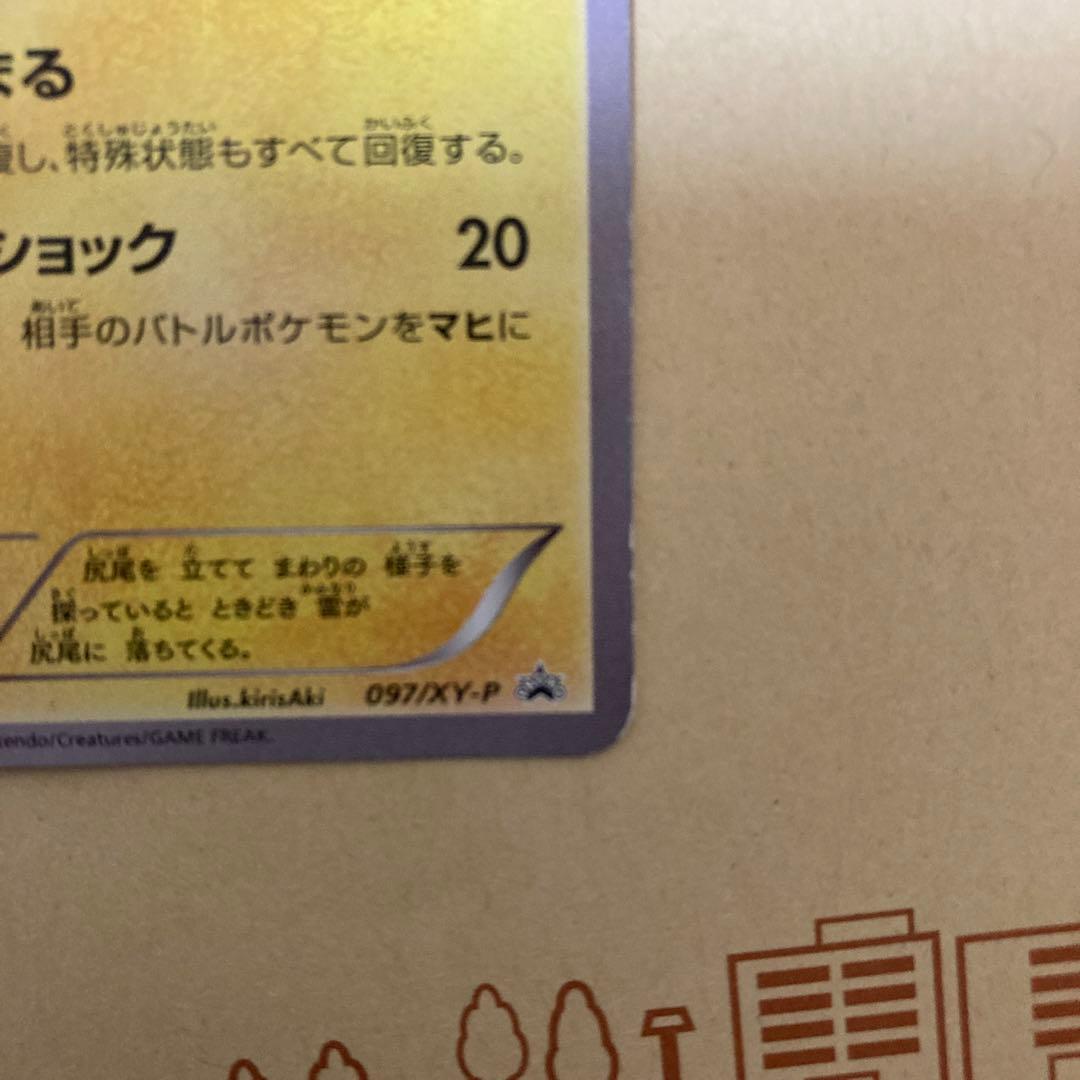 まる
復し、特殊状態もすべて回復する。
ショック 20
相手のバトルポケモンをマヒに
尻尾を 立てて まわりの 様子を
探っていると ときどき 雷が
尻尾に 落ちてくる。
Illus.kirisAki 097/XY-P
tendo/Creatures/GAME FREAK.